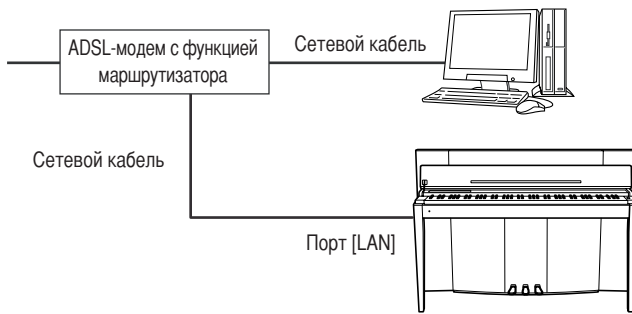 ADSL-модем с функцией
маршрутизатора
Сетевой кабель
Сетевой кабель
Порт [LAN]